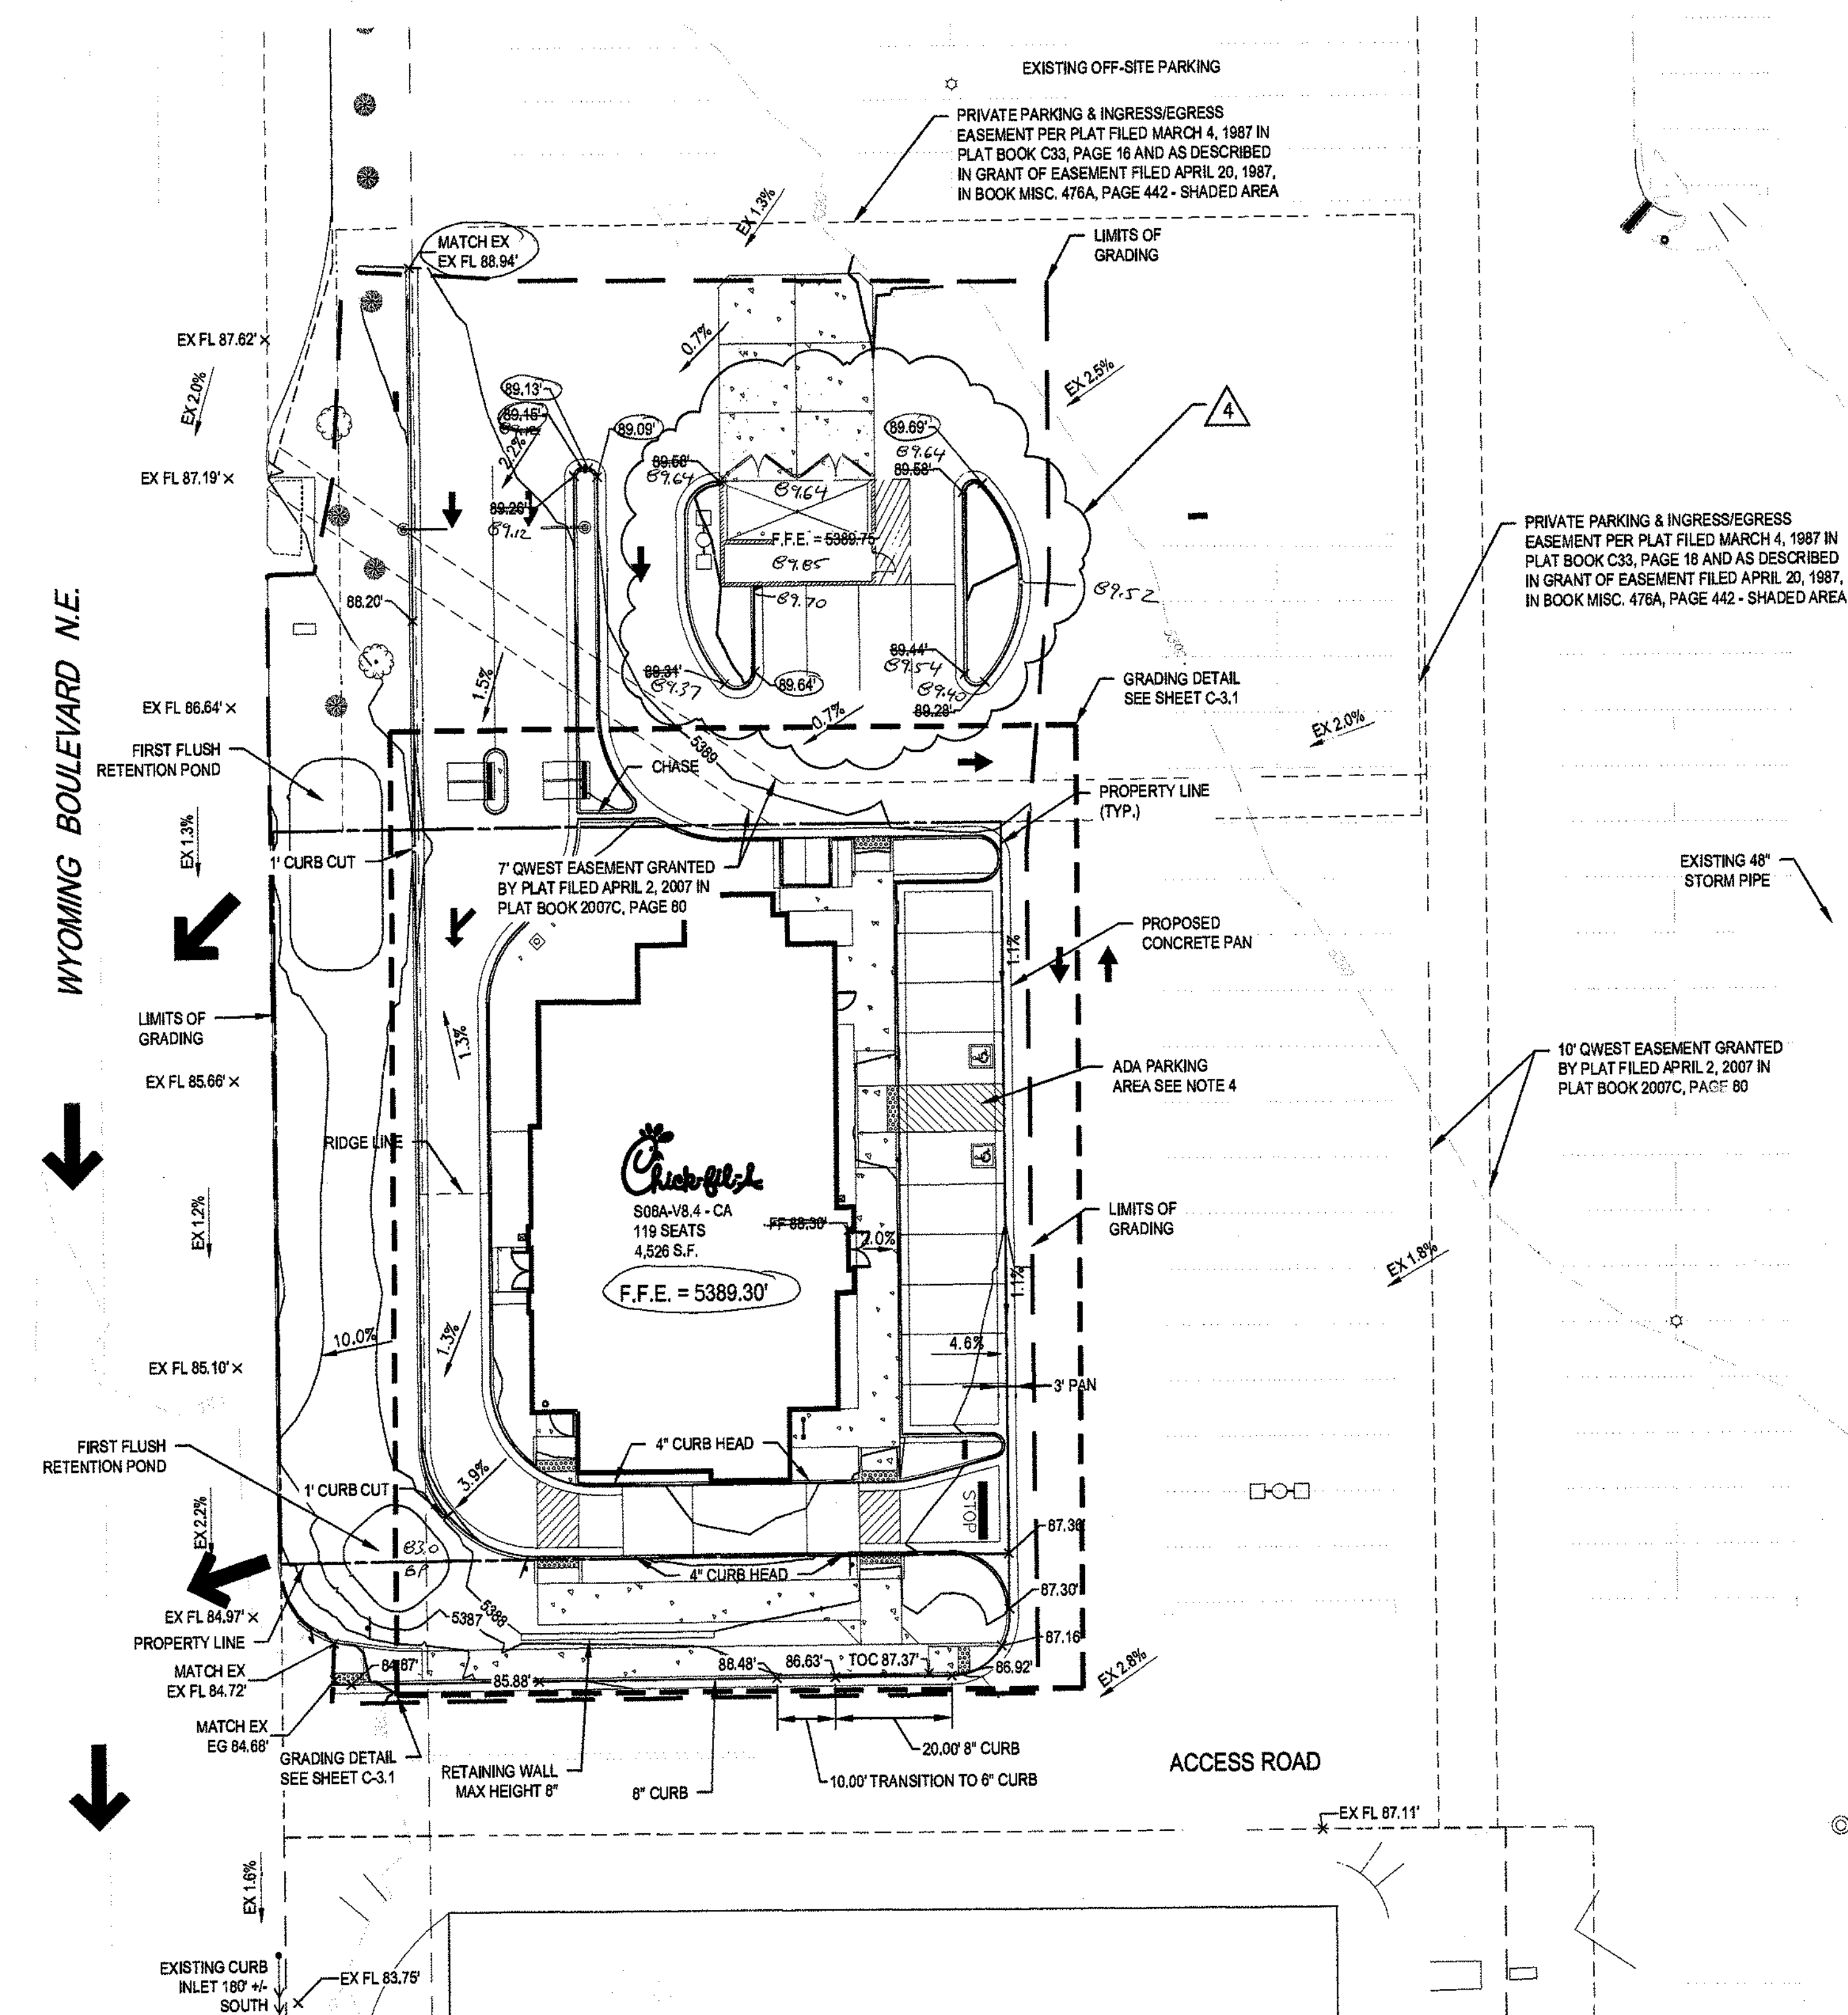 EXISTING OFF-SITE PARKING
PRIVATE PARKING & INGRESS/EGRESS
EASEMENT PER PLAT FILED MARCH 4, 1987 IN
PLAT BOOK C33, PAGE 16 AND AS DESCRIBED
IN GRANT OF EASEMENT FILED APRIL 20, 1987,
IN BOOK MISC. 476A, PAGE 442 - SHADED AREA
EX 1.3%
MATCH EX
EX FL 88.94'
LIMITS OF
GRADING
EX FL 87.62'
EX 2.0%
0.7%
EX 2.5%
4
89.13'
89.15'
89.12
2.2%
89.09'
89.69'
89.64
89.58'
89.58'
89.64
89.64
EX FL 87.19'
89.26'
89.12
F.F.E. = 5389.75
89.85
89.70
89.52
PRIVATE PARKING & INGRESS/EGRESS
EASEMENT PER PLAT FILED MARCH 4, 1987 IN
PLAT BOOK C33, PAGE 18 AND AS DESCRIBED
IN GRANT OF EASEMENT FILED APRIL 20, 1987,
IN BOOK MISC. 476A, PAGE 442 - SHADED AREA
WYOMING BOULEVARD N.E.
88.20'
1.5%
89.31'
89.37
89.64'
89.44'
89.54
89.40
89.28'
GRADING DETAIL
SEE SHEET C-3.1
EX FL 86.64'
0.7%
5389
EX 2.0%
FIRST FLUSH
RETENTION POND
CHASE
PROPERTY LINE
(TYP.)
EX 1.3%
1' CURB CUT
7' QWEST EASEMENT GRANTED
BY PLAT FILED APRIL 2, 2007 IN
PLAT BOOK 2007C, PAGE 80
EXISTING 48"
STORM PIPE
PROPOSED
CONCRETE PAN
1.1%
LIMITS OF
GRADING
1.3%
EX FL 85.66'
ADA PARKING
AREA SEE NOTE 4
10' QWEST EASEMENT GRANTED
BY PLAT FILED APRIL 2, 2007 IN
PLAT BOOK 2007C, PAGE 80
RIDGE LINE
Chick-fil-A
S08A-V8.4 - CA
119 SEATS
4,526 S.F.
FF 88.30'
2.0%
F.F.E. = 5389.30'
EX 1.2%
LIMITS OF
GRADING
EX 1.8%
1.1%
10.0%
1.3%
4.6%
EX FL 85.10'
3' PAN
FIRST FLUSH
RETENTION POND
4" CURB HEAD
1' CURB CUT
3.9%
STOP
EX 2.2%
83.0
BP
87.36
4" CURB HEAD
87.30'
EX FL 84.97'
5387
5388
PROPERTY LINE
87.16
MATCH EX
EX FL 84.72'
84.87'
85.88'
88.48'
86.63'
TOC 87.37'
86.92'
EX 2.8%
MATCH EX
EG 84.68'
GRADING DETAIL
SEE SHEET C-3.1
RETAINING WALL
MAX HEIGHT 8"
8" CURB
20.00' 8" CURB
10.00' TRANSITION TO 6" CURB
ACCESS ROAD
EX FL 87.11'
EX 1.6%
EXISTING CURB
INLET 180' +/-
SOUTH
EX FL 83.75'